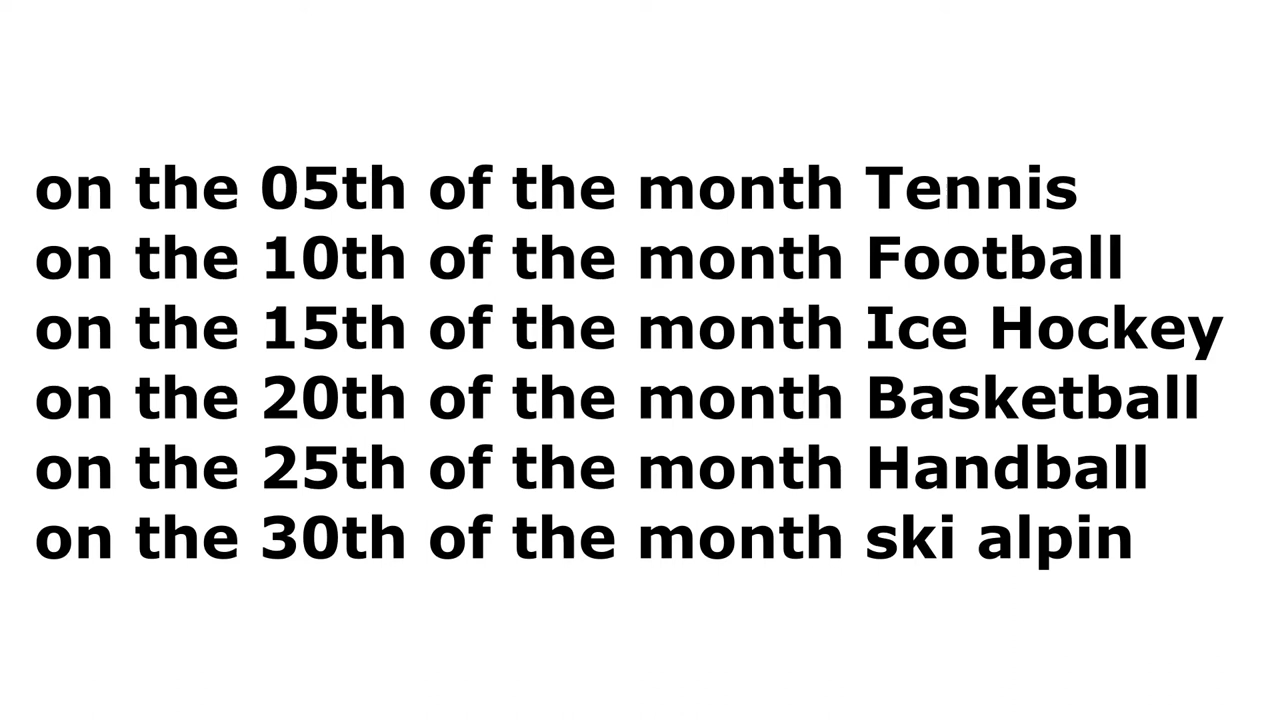 on the 05th of the month Tennis
on the 10th of the month Football
on the 15th of the month Ice Hockey
on the 20th of the month Basketball
on the 25th of the month Handball
on the 30th of the month ski alpin